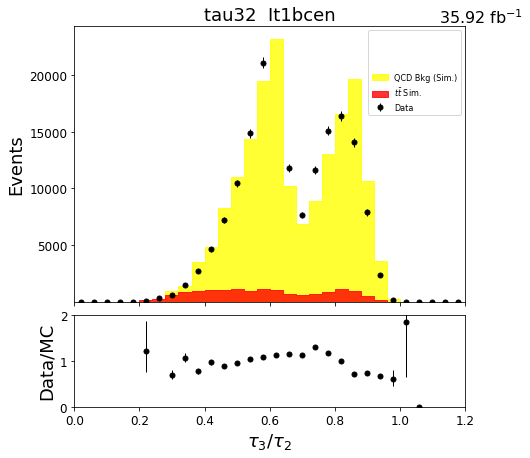 tau32 lt1bcen
35.92 fb⁻¹
QCD Bkg (Sim.)
tt̄ Sim.
Data
Events
20000
15000
10000
5000
Data/MC
2
1
0
0.0 0.2 0.4 0.6 0.8 1.0 1.2
τ₃/τ₂